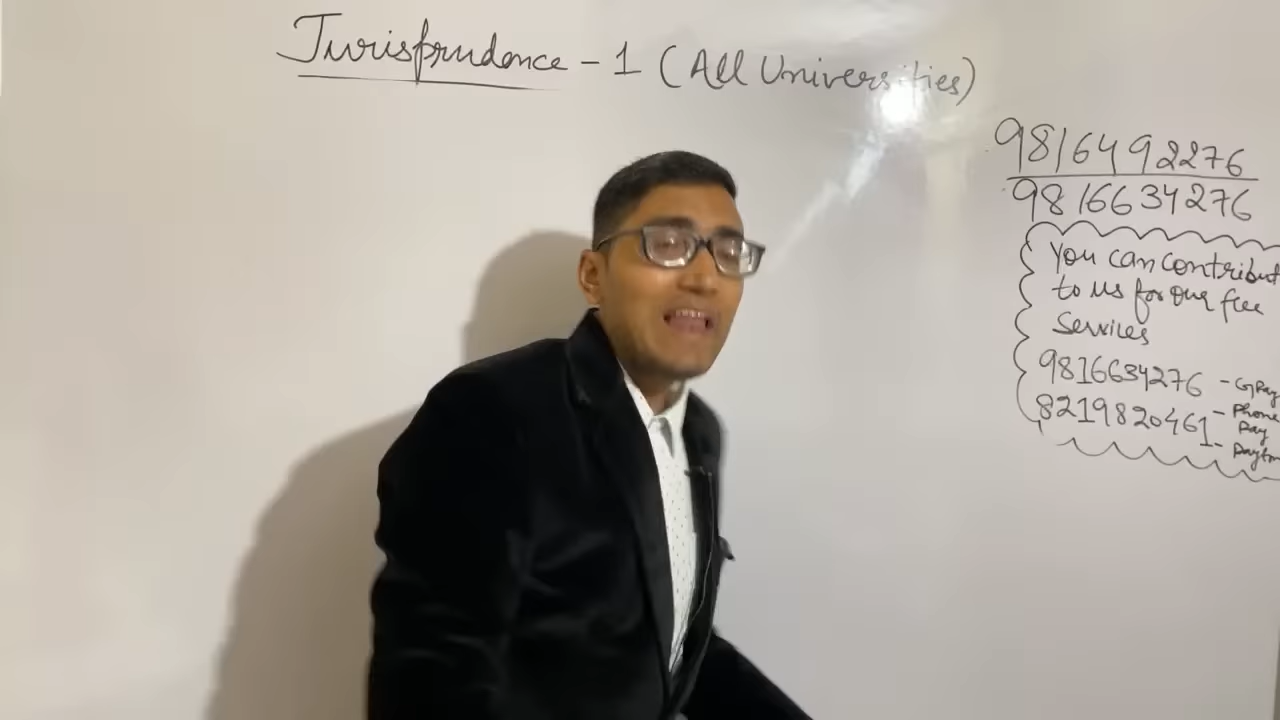 Jurisprudence - 1 (All Universities)
9816492276
9816634276
You can contribut
to us for our free
Services
9816634276 - GPay
8219820461 - Phone
Pay
- Paytm